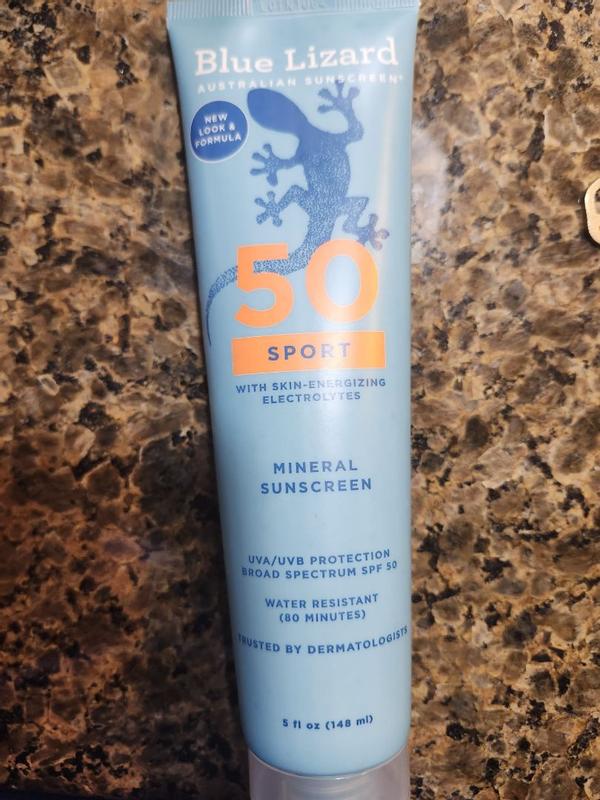 Blue Lizard
AUSTRALIAN SUNSCREEN®
NEW
LOOK &
FORMULA
50
SPORT
WITH SKIN-ENERGIZING
ELECTROLYTES
MINERAL
SUNSCREEN
UVA/UVB PROTECTION
BROAD SPECTRUM SPF 50
WATER RESISTANT
(80 MINUTES)
TRUSTED BY DERMATOLOGISTS
5 fl oz (148 ml)